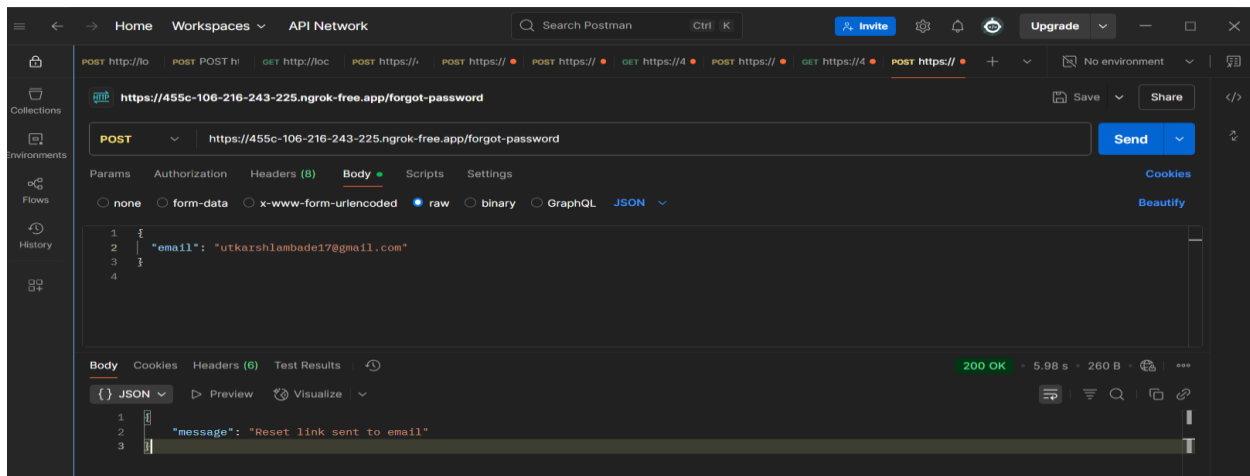 Home Workspaces API Network Search Postman Ctrl K Invite Upgrade
POST http://lo POST POST ht GET http://loc POST https:// POST https:// POST https:// GET https://4 POST https:// GET https://4 POST https:// No environment
Collections
Environments
Flows
History
HTTP https://455c-106-216-243-225.ngrok-free.app/forgot-password Save Share
POST https://455c-106-216-243-225.ngrok-free.app/forgot-password Send
Params Authorization Headers (8) Body Scripts Settings Cookies
none form-data x-www-form-urlencoded raw binary GraphQL JSON Beautify
1 {
2 "email": "utkarshlambade17@gmail.com"
3 }
4
Body Cookies Headers (6) Test Results 200 OK 5.98 s 260 B
{ } JSON Preview Visualize
1 {
2 "message": "Reset link sent to email"
3 }